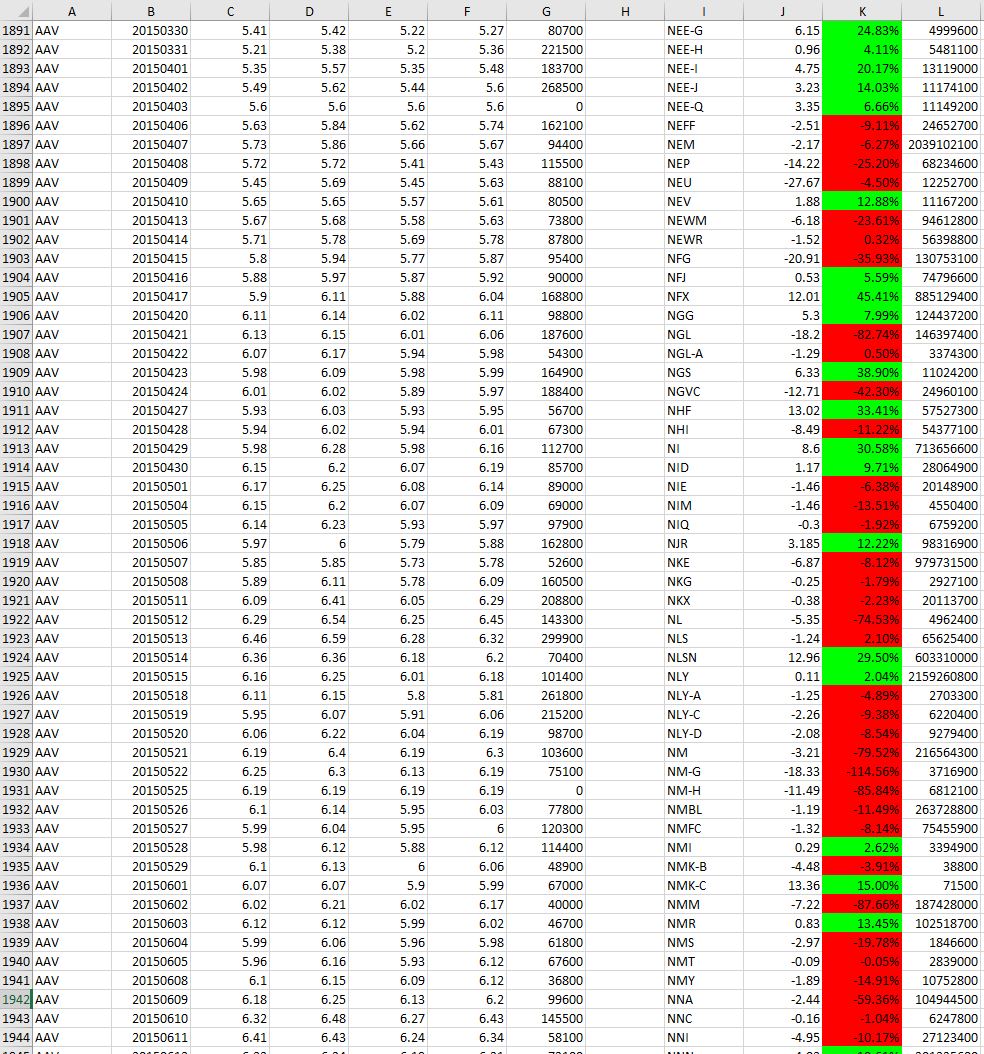 A B C D E F G H I J K L
1891 AAV 20150330 5.41 5.42 5.22 5.27 80700 NEE-G 6.15 24.83% 4999600
1892 AAV 20150331 5.21 5.38 5.2 5.36 221500 NEE-H 0.96 4.11% 5481100
1893 AAV 20150401 5.35 5.57 5.35 5.48 183700 NEE-I 4.75 20.17% 13119000
1894 AAV 20150402 5.49 5.62 5.44 5.6 268500 NEE-J 3.23 14.03% 11174100
1895 AAV 20150403 5.6 5.6 5.6 5.6 0 NEE-Q 3.35 6.66% 11149200
1896 AAV 20150406 5.63 5.84 5.62 5.74 162100 NEFF -2.51 -9.11% 24652700
1897 AAV 20150407 5.73 5.86 5.66 5.67 94400 NEM -2.17 -6.27% 2039102100
1898 AAV 20150408 5.72 5.72 5.41 5.43 115500 NEP -14.22 -25.20% 68234600
1899 AAV 20150409 5.45 5.69 5.45 5.63 88100 NEU -27.67 -4.50% 12252700
1900 AAV 20150410 5.65 5.65 5.57 5.61 80500 NEV 1.88 12.88% 11167200
1901 AAV 20150413 5.67 5.68 5.58 5.63 73800 NEWM -6.18 -23.61% 94612800
1902 AAV 20150414 5.71 5.78 5.69 5.78 87800 NEWR -1.52 0.32% 56398800
1903 AAV 20150415 5.8 5.94 5.77 5.87 95400 NFG -20.91 -35.93% 130753100
1904 AAV 20150416 5.88 5.97 5.87 5.92 90000 NFJ 0.53 5.59% 74796600
1905 AAV 20150417 5.9 6.11 5.88 6.04 168800 NFX 12.01 45.41% 885129400
1906 AAV 20150420 6.11 6.14 6.02 6.11 98800 NGG 5.3 7.99% 124437200
1907 AAV 20150421 6.13 6.15 6.01 6.06 187600 NGL -18.2 -82.74% 146397400
1908 AAV 20150422 6.07 6.17 5.94 5.98 54300 NGL-A -1.29 0.50% 3374300
1909 AAV 20150423 5.98 6.09 5.98 5.99 164900 NGS 6.33 38.90% 11024200
1910 AAV 20150424 6.01 6.02 5.89 5.97 188400 NGVC -12.71 -42.30% 24960100
1911 AAV 20150427 5.93 6.03 5.93 5.95 56700 NHF 13.02 33.41% 57527300
1912 AAV 20150428 5.94 6.02 5.94 6.01 67300 NHI -8.49 -11.22% 54377100
1913 AAV 20150429 5.98 6.28 5.98 6.16 112700 NI 8.6 30.58% 713656600
1914 AAV 20150430 6.15 6.2 6.07 6.19 85700 NID 1.17 9.71% 28064900
1915 AAV 20150501 6.17 6.25 6.08 6.14 89000 NIE -1.46 -6.38% 20148900
1916 AAV 20150504 6.15 6.2 6.07 6.09 69000 NIM -1.46 -13.51% 4550400
1917 AAV 20150505 6.14 6.23 5.93 5.97 97900 NIQ -0.3 -1.92% 6759200
1918 AAV 20150506 5.97 6 5.79 5.88 162800 NJR 3.185 12.22% 98316900
1919 AAV 20150507 5.85 5.85 5.73 5.78 52600 NKE -6.87 -8.12% 979731500
1920 AAV 20150508 5.89 6.11 5.78 6.09 160500 NKG -0.25 -1.79% 2927100
1921 AAV 20150511 6.09 6.41 6.05 6.29 208800 NKX -0.38 -2.23% 20113700
1922 AAV 20150512 6.29 6.54 6.25 6.45 143300 NL -5.35 -74.53% 4962400
1923 AAV 20150513 6.46 6.59 6.28 6.32 299900 NLS -1.24 2.10% 65625400
1924 AAV 20150514 6.36 6.36 6.18 6.2 70400 NLSN 12.96 29.50% 603310000
1925 AAV 20150515 6.16 6.25 6.01 6.18 101400 NLY 0.11 2.04% 2159260800
1926 AAV 20150518 6.11 6.15 5.8 5.81 261800 NLY-A -1.25 -4.89% 2703300
1927 AAV 20150519 5.95 6.07 5.91 6.06 215200 NLY-C -2.26 -9.38% 6220400
1928 AAV 20150520 6.06 6.22 6.04 6.19 98700 NLY-D -2.08 -8.54% 9279400
1929 AAV 20150521 6.19 6.4 6.19 6.3 103600 NM -3.21 -79.52% 216564300
1930 AAV 20150522 6.25 6.3 6.13 6.19 75100 NM-G -18.33 -114.56% 3716900
1931 AAV 20150525 6.19 6.19 6.19 6.19 0 NM-H -11.49 -85.84% 6812100
1932 AAV 20150526 6.1 6.14 5.95 6.03 77800 NMBL -1.19 -11.49% 263728800
1933 AAV 20150527 5.99 6.04 5.95 6 120300 NMFC -1.32 -8.14% 75455900
1934 AAV 20150528 5.98 6.12 5.88 6.12 114400 NMI 0.29 2.62% 3394900
1935 AAV 20150529 6.1 6.13 6 6.06 48900 NMK-B -4.48 -3.91% 38800
1936 AAV 20150601 6.07 6.07 5.9 5.99 67000 NMK-C 13.36 15.00% 71500
1937 AAV 20150602 6.02 6.21 6.02 6.17 40000 NMM -7.22 -87.66% 187428000
1938 AAV 20150603 6.12 6.12 5.99 6.02 46700 NMR 0.83 13.45% 102518700
1939 AAV 20150604 5.99 6.06 5.96 5.98 61800 NMS -2.97 -19.78% 1846600
1940 AAV 20150605 5.96 6.16 5.93 6.12 67600 NMT -0.09 -0.05% 2839000
1941 AAV 20150608 6.1 6.15 6.09 6.12 36800 NMY -1.89 -14.91% 10752800
1942 AAV 20150609 6.18 6.25 6.13 6.2 99600 NNA -2.44 -59.36% 104944500
1943 AAV 20150610 6.32 6.48 6.27 6.43 145500 NNC -0.16 -1.04% 6247800
1944 AAV 20150611 6.41 6.43 6.24 6.34 58100 NNI -4.95 -10.17% 27123400